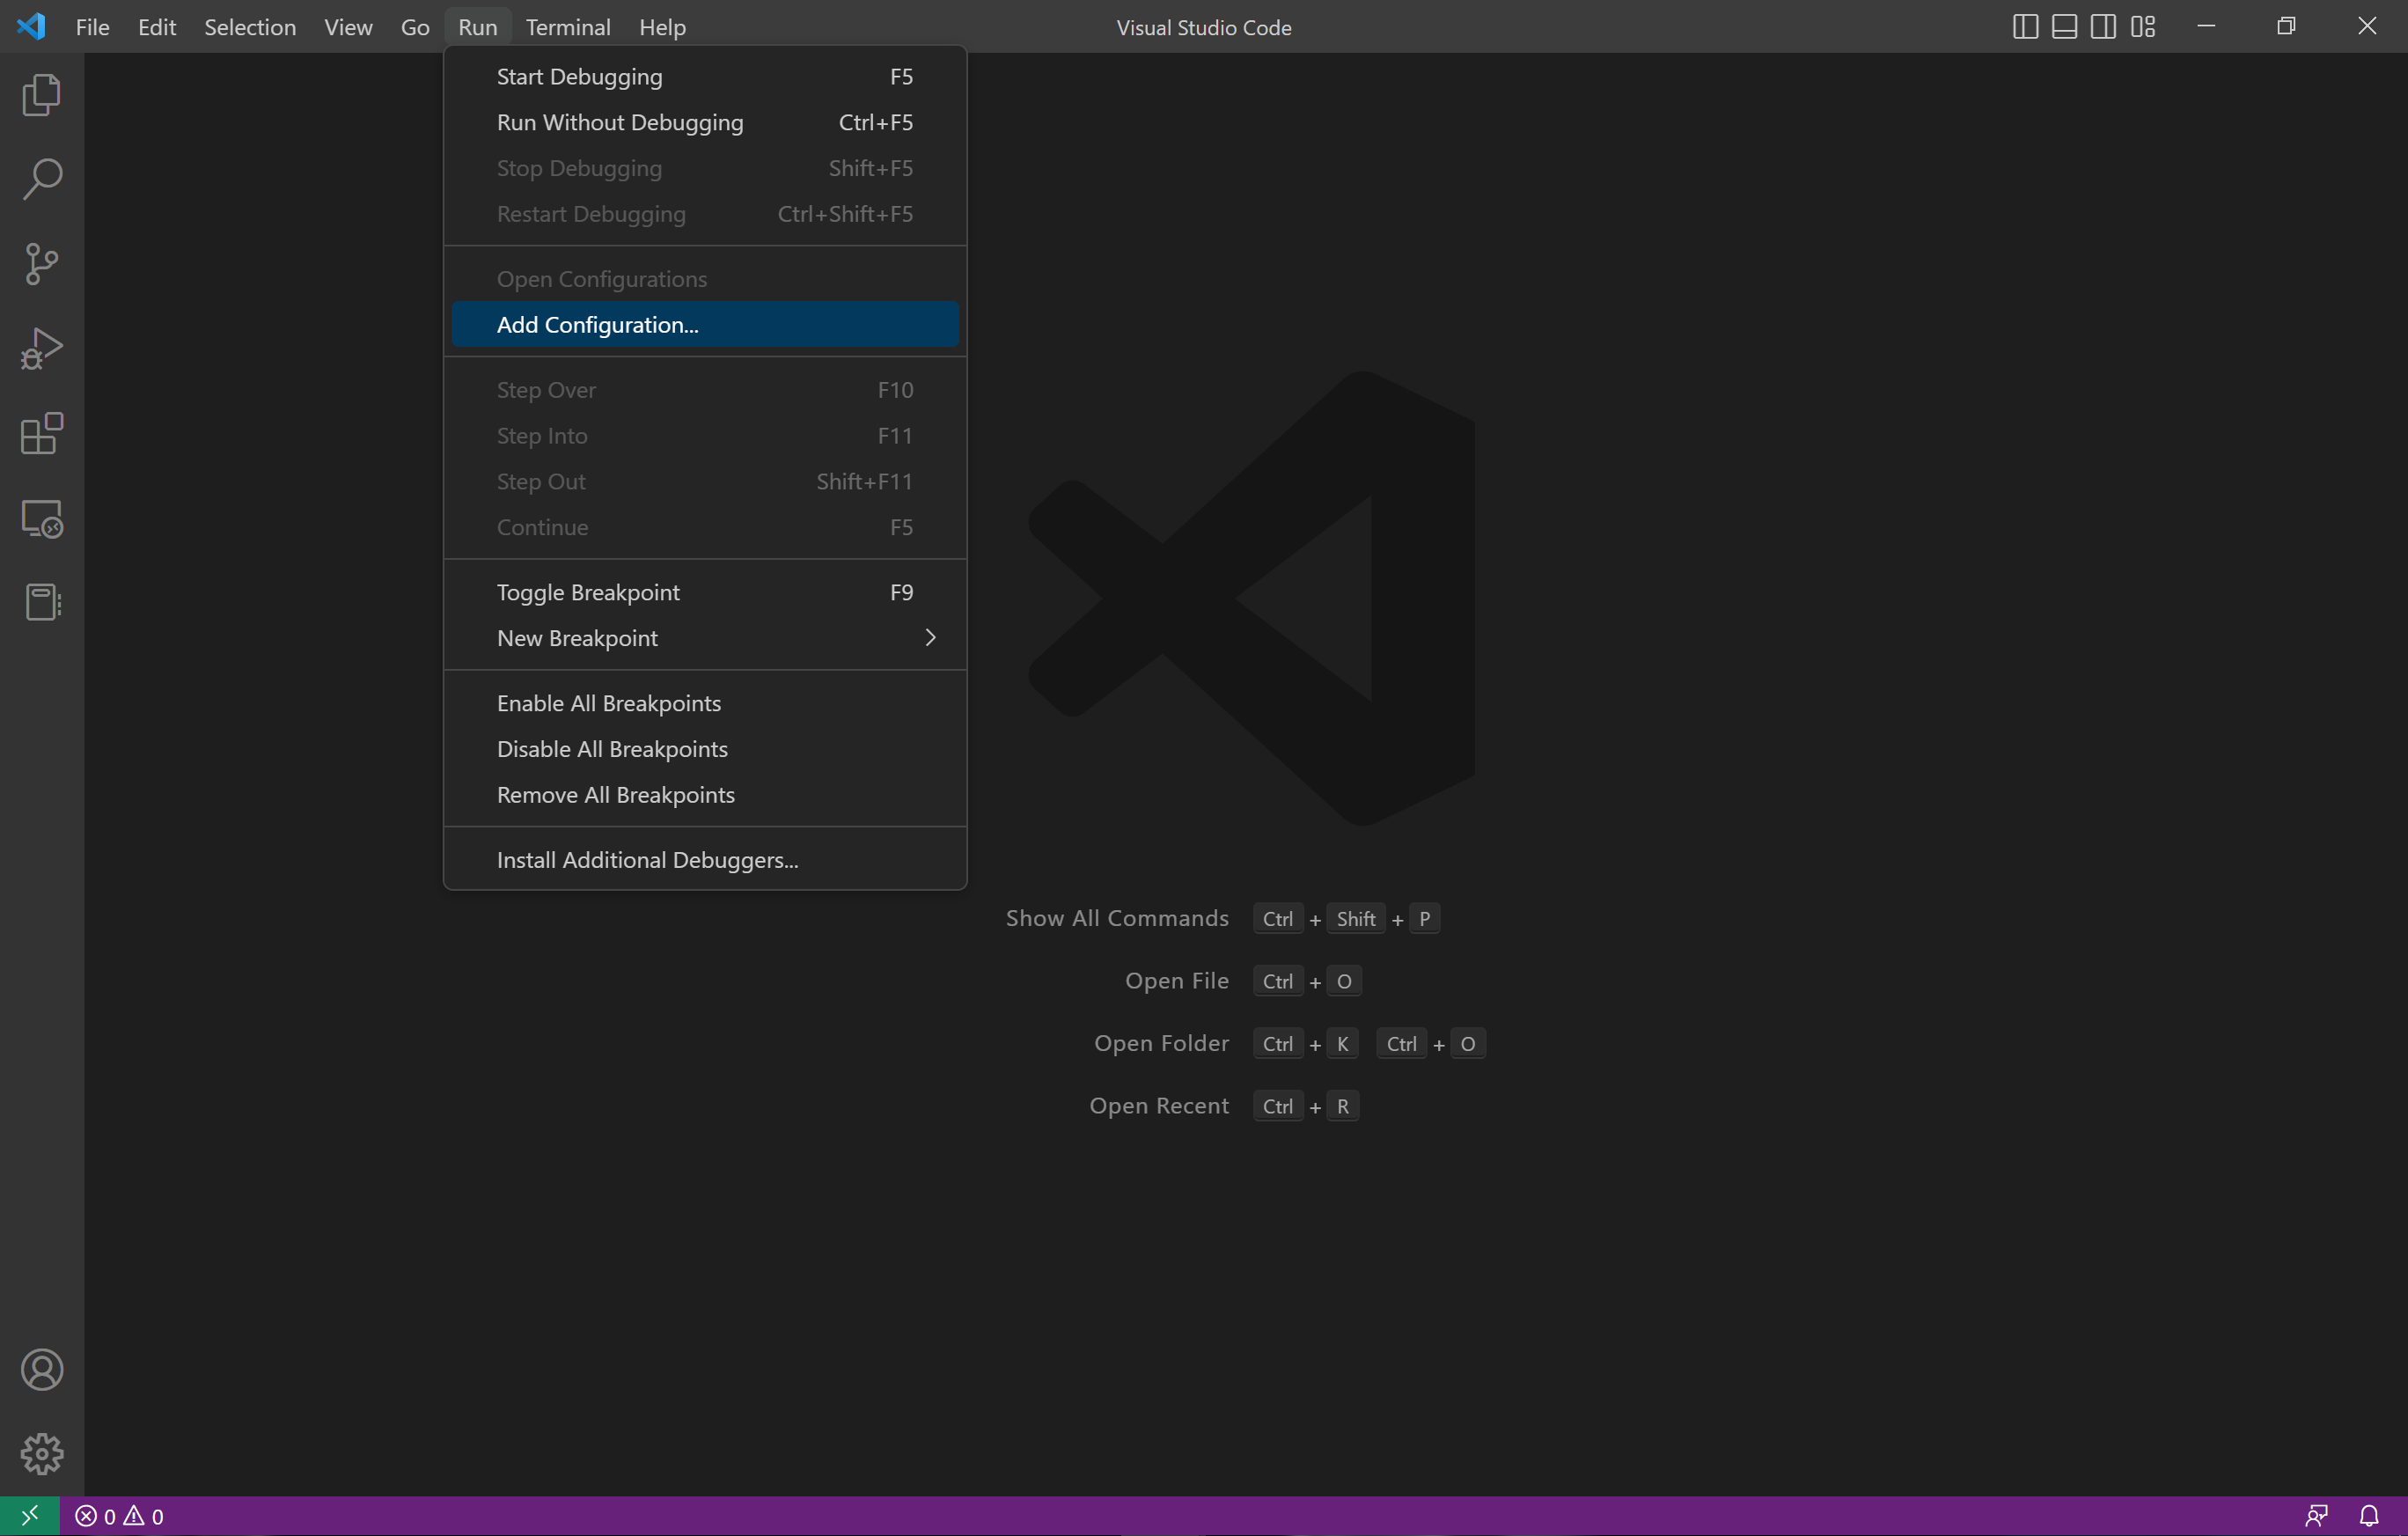 File Edit Selection View Go Run Terminal Help
Visual Studio Code
Start Debugging F5
Run Without Debugging Ctrl+F5
Stop Debugging Shift+F5
Restart Debugging Ctrl+Shift+F5
Open Configurations
Add Configuration...
Step Over F10
Step Into F11
Step Out Shift+F11
Continue F5
Toggle Breakpoint F9
New Breakpoint
Enable All Breakpoints
Disable All Breakpoints
Remove All Breakpoints
Install Additional Debuggers...
Show All Commands Ctrl + Shift + P
Open File Ctrl + O
Open Folder Ctrl + K Ctrl + O
Open Recent Ctrl + R
0 0